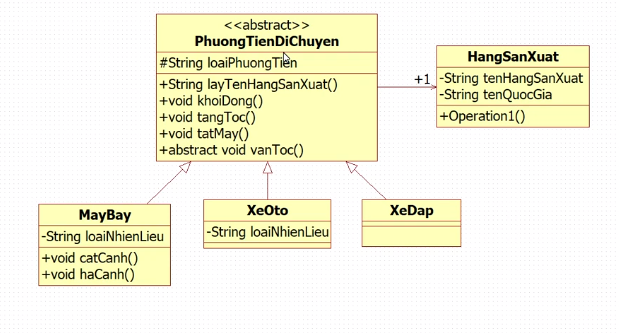 <<abstract>>
PhuongTienDiChuyen
#String loaiPhuongTien
+String layTenHangSanXuat()
+void khoiDong()
+void tangToc()
+void tatMay()
+abstract void vanToc()
+1
HangSanXuat
-String tenHangSanXuat
-String tenQuocGia
+Operation1()
MayBay
-String loaiNhienLieu
+void catCanh()
+void haCanh()
XeOto
-String loaiNhienLieu
XeDap